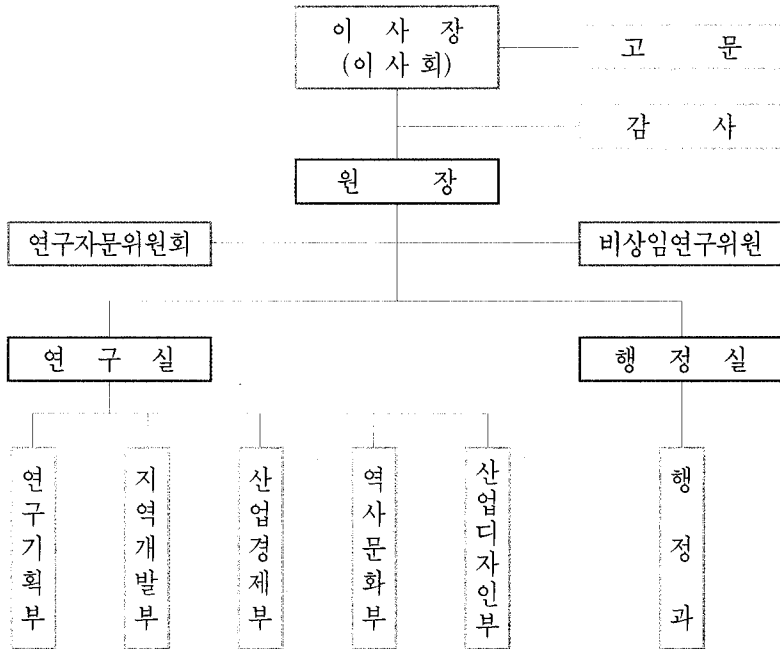 이 사 장
(이 사 회)
고 문
감 사
원 장
연구자문위원회
비상임연구위원
연 구 실
행 정 실
연구기획부
지역개발부
산업경제부
역사문화부
산업디자인부
행정과